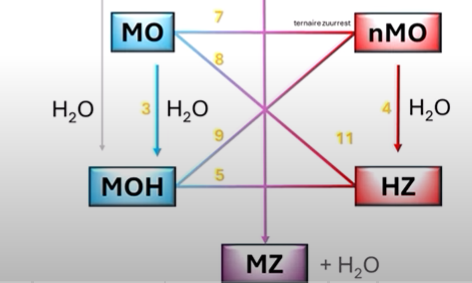 7
ternaire zuurrest
MO
nMO
8
H₂O
3
H₂O
4
H₂O
9
11
MOH
5
HZ
MZ
+ H₂O